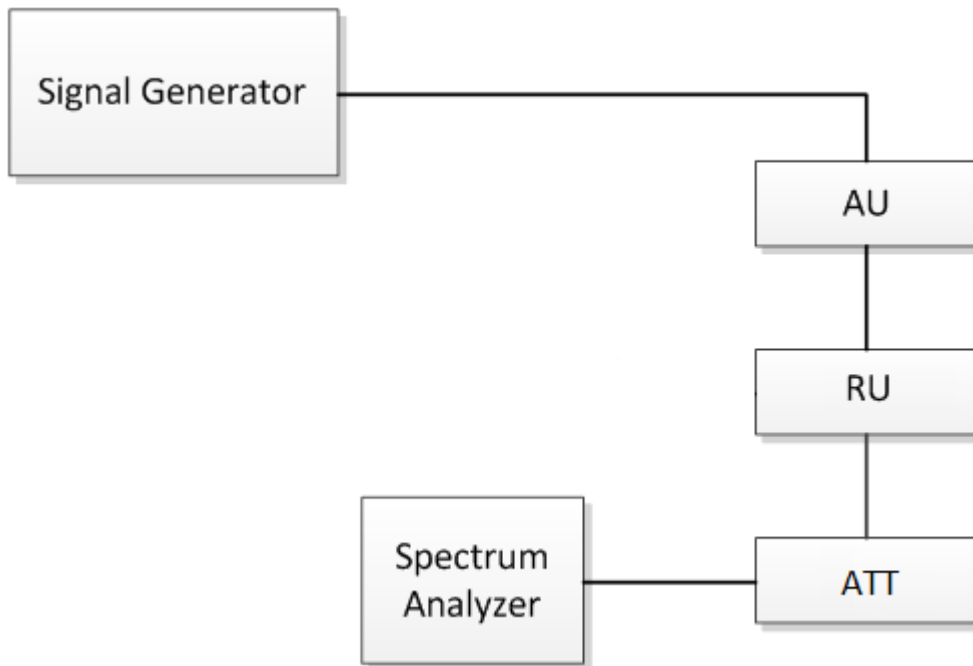 Signal Generator
AU
RU
ATT
Spectrum
Analyzer